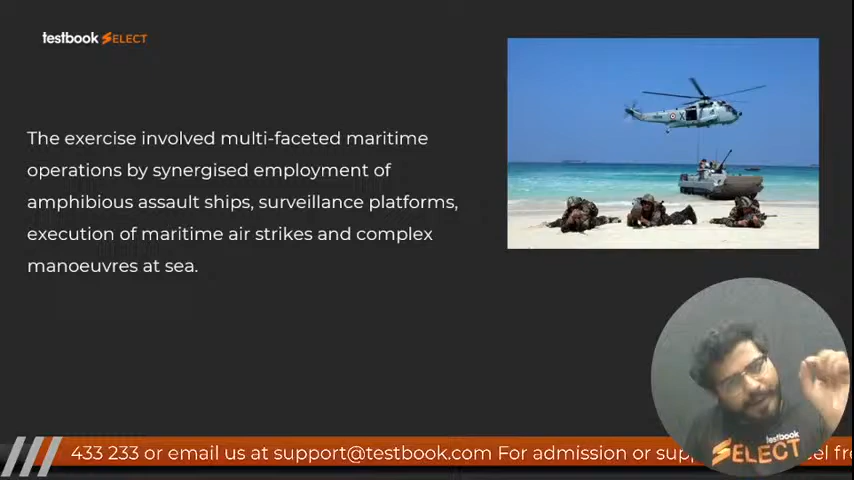 testbook SELECT
The exercise involved multi-faceted maritime
operations by synergised employment of
amphibious assault ships, surveillance platforms,
execution of maritime air strikes and complex
manoeuvres at sea.
testbook
SELECT
433 233 or email us at support@testbook.com For admission or